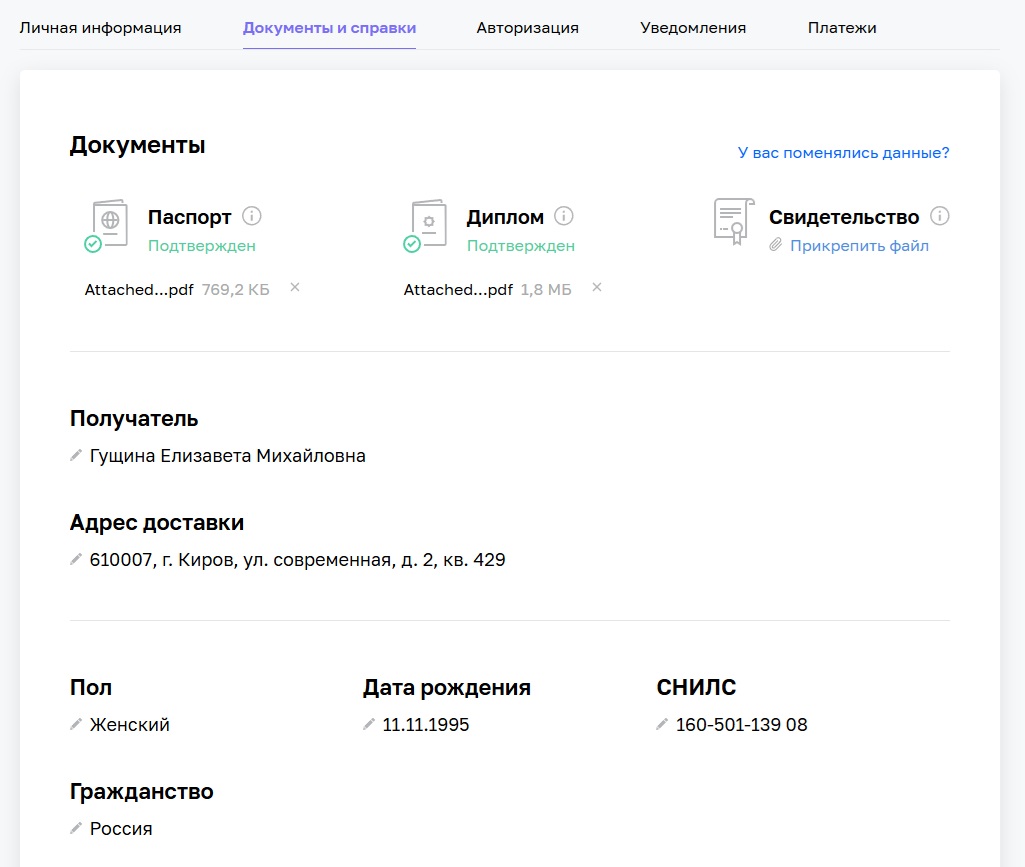 Личная информация Документы и справки Авторизация Уведомления Платежи
Документы
У вас поменялись данные?
Паспорт Диплом Свидетельство
Подтвержден Подтвержден Прикрепить файл
Attached...pdf 769,2 КБ Attached...pdf 1,8 МБ
Получатель
Гущина Елизавета Михайловна
Адрес доставки
610007, г. Киров, ул. современная, д. 2, кв. 429
Пол Дата рождения СНИЛС
Женский 11.11.1995 160-501-139 08
Гражданство
Россия